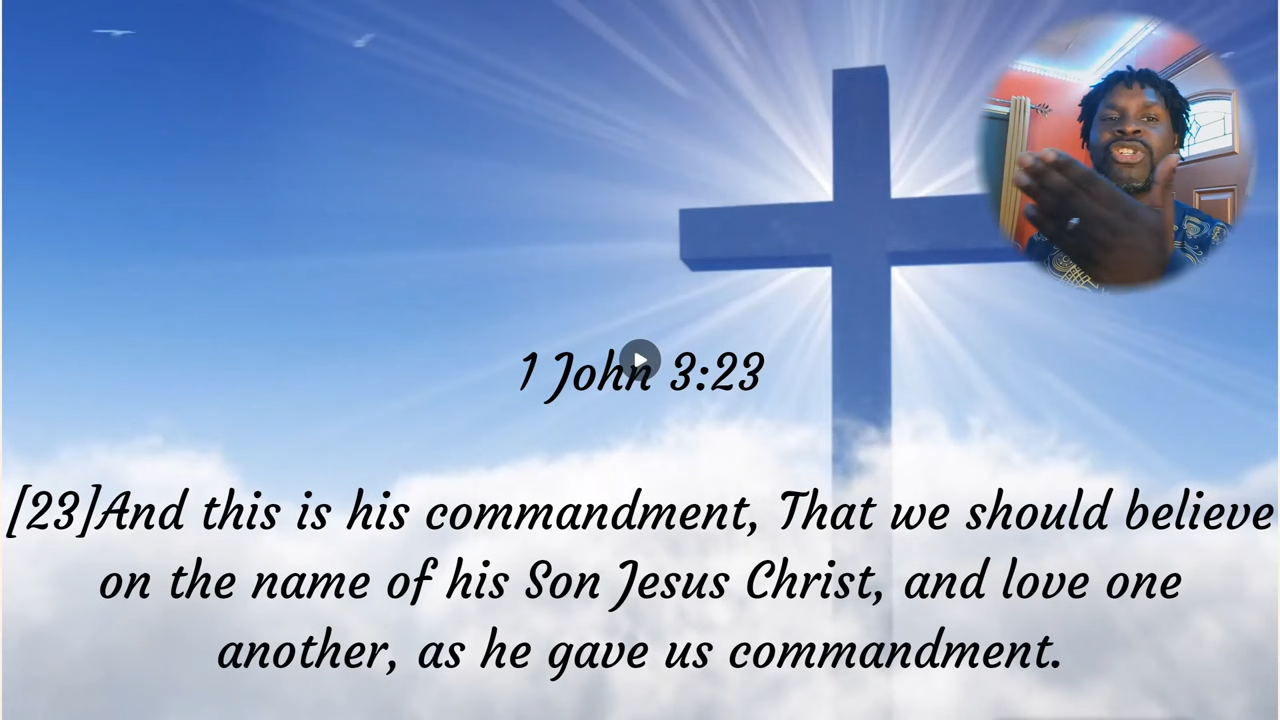 1 John 3:23
[23]And this is his commandment, That we should believe
on the name of his Son Jesus Christ, and love one
another, as he gave us commandment.